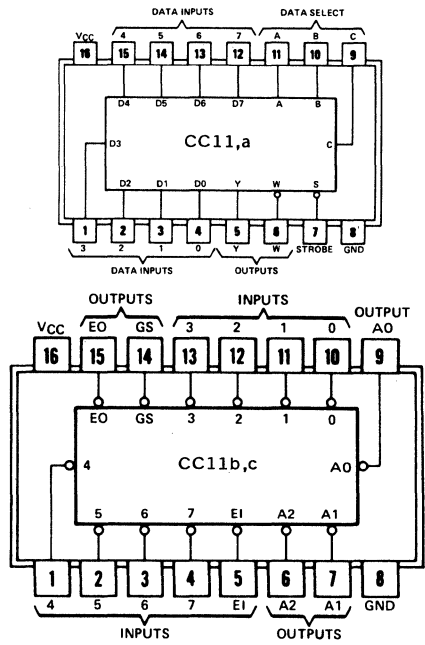 DATA INPUTS DATA SELECT
VCC 4 5 6 7 A B C
16 15 14 13 12 11 10 9
D4 D5 D6 D7 A B
CC11,a
D3 C
D2 D1 D0 Y W S
1 2 3 4 5 6 7 8
3 2 1 0 Y W STROBE GND
DATA INPUTS OUTPUTS
OUTPUTS INPUTS OUTPUT
VCC EO GS 3 2 1 0 A0
16 15 14 13 12 11 10 9
EO GS 3 2 1 0
4 CC11b,c A0
5 6 7 EI A2 A1
1 2 3 4 5 6 7 8
4 5 6 7 EI A2 A1 GND
INPUTS OUTPUTS